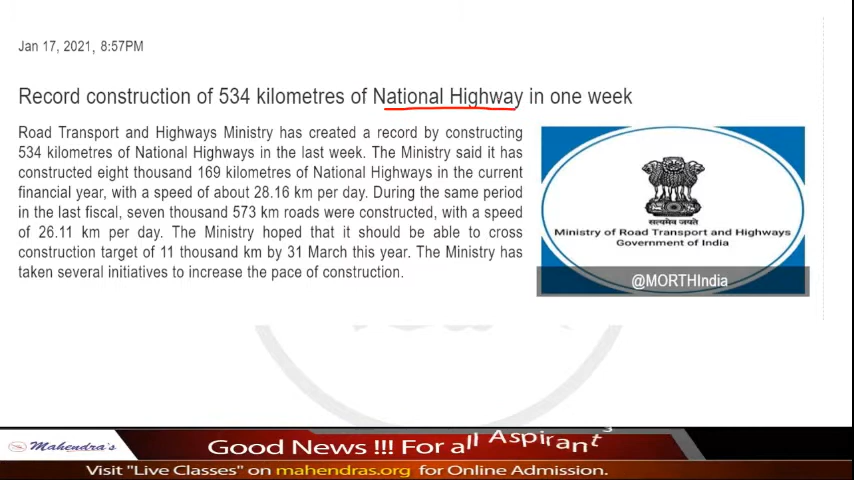 Jan 17, 2021, 8:57PM
Record construction of 534 kilometres of National Highway in one week
Road Transport and Highways Ministry has created a record by constructing
534 kilometres of National Highways in the last week. The Ministry said it has
constructed eight thousand 169 kilometres of National Highways in the current
financial year, with a speed of about 28.16 km per day. During the same period
in the last fiscal, seven thousand 573 km roads were constructed, with a speed
of 26.11 km per day. The Ministry hoped that it should be able to cross
construction target of 11 thousand km by 31 March this year. The Ministry has
taken several initiatives to increase the pace of construction.
सत्यमेव जयते
Ministry of Road Transport and Highways
Government of India
@MORTHIndia
Mahendra's
Good News !!! For all Aspirants
Visit "Live Classes" on mahendras.org for Online Admission.